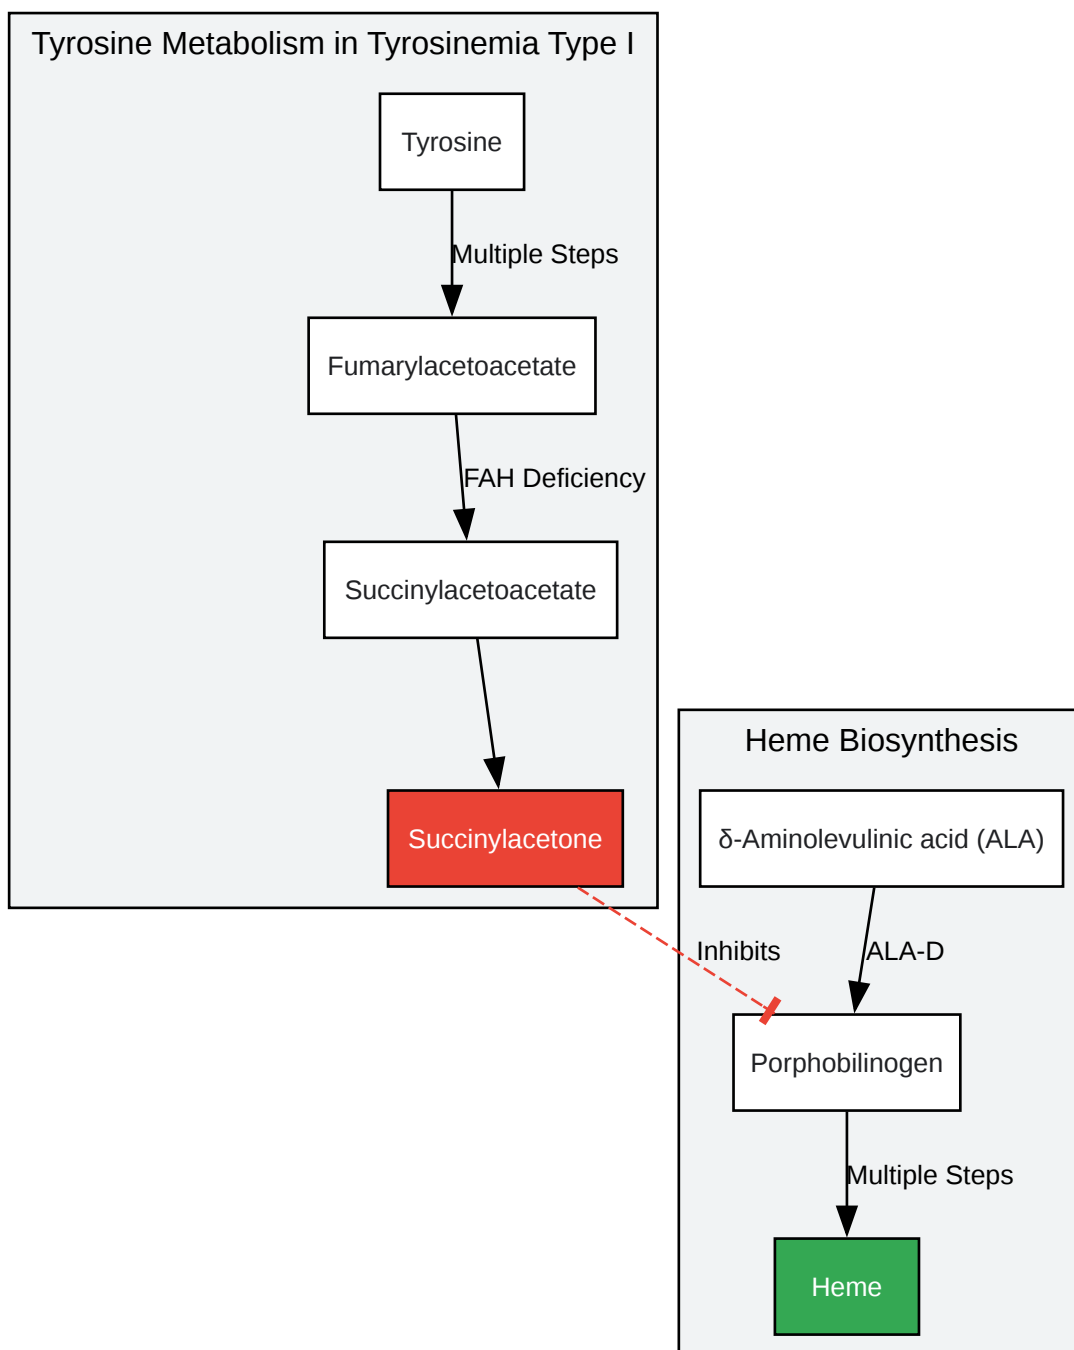 Tyrosine Metabolism in Tyrosinemia Type I
Tyrosine
Multiple Steps
Fumarylacetoacetate
FAH Deficiency
Succinylacetoacetate
Succinylacetone
Heme Biosynthesis
δ-Aminolevulinic acid (ALA)
Inhibits
ALA-D
Porphobilinogen
Multiple Steps
Heme